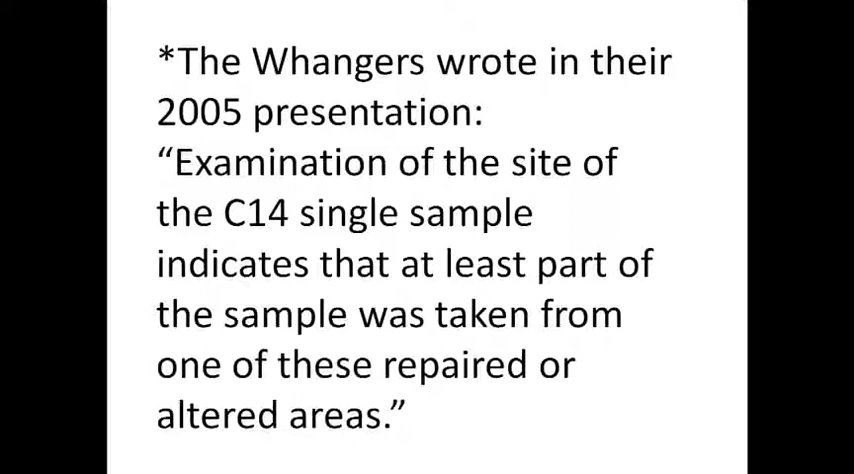 *The Whangers wrote in their
2005 presentation:
“Examination of the site of
the C14 single sample
indicates that at least part of
the sample was taken from
one of these repaired or
altered areas.”